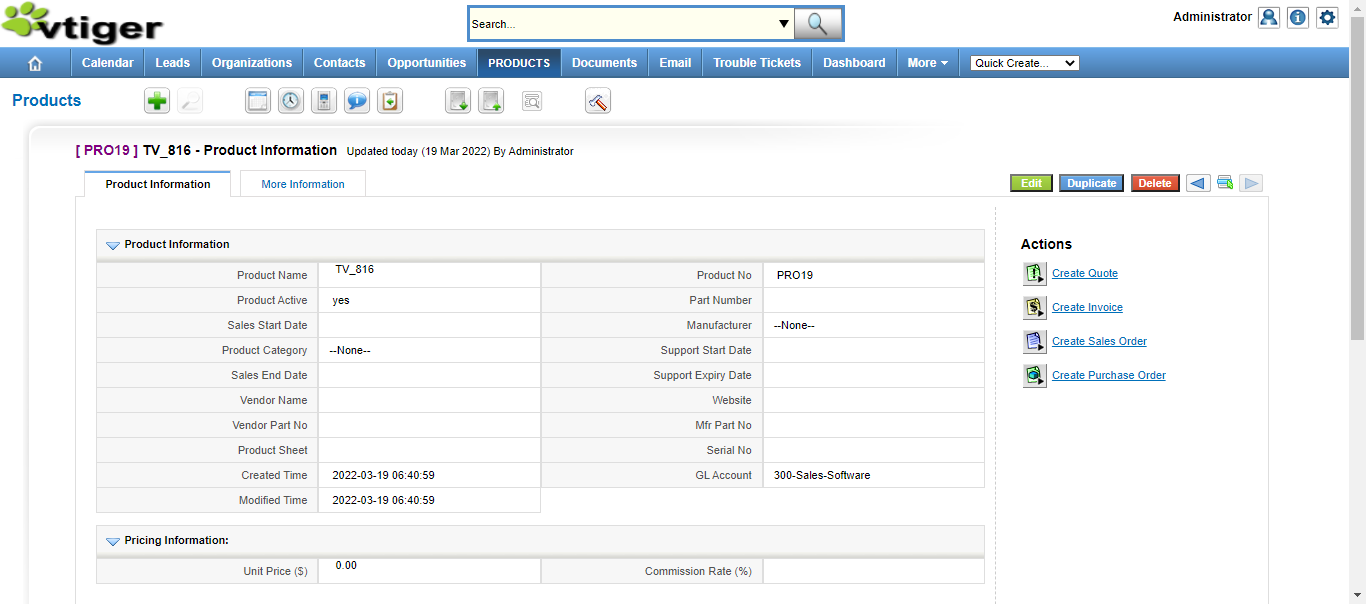 vtiger
Search...
Administrator
Calendar Leads Organizations Contacts Opportunities PRODUCTS Documents Email Trouble Tickets Dashboard More Quick Create...
Products
[ PRO19 ] TV_816 - Product Information Updated today (19 Mar 2022) By Administrator
Product Information More Information
Edit Duplicate Delete
Product Information
Product Name TV_816 Product No PRO19
Product Active yes Part Number
Sales Start Date Manufacturer --None--
Product Category --None-- Support Start Date
Sales End Date Support Expiry Date
Vendor Name Website
Vendor Part No Mfr Part No
Product Sheet Serial No
Created Time 2022-03-19 06:40:59 GL Account 300-Sales-Software
Modified Time 2022-03-19 06:40:59
Pricing Information:
Unit Price ($) 0.00 Commission Rate (%)
Actions
Create Quote
Create Invoice
Create Sales Order
Create Purchase Order